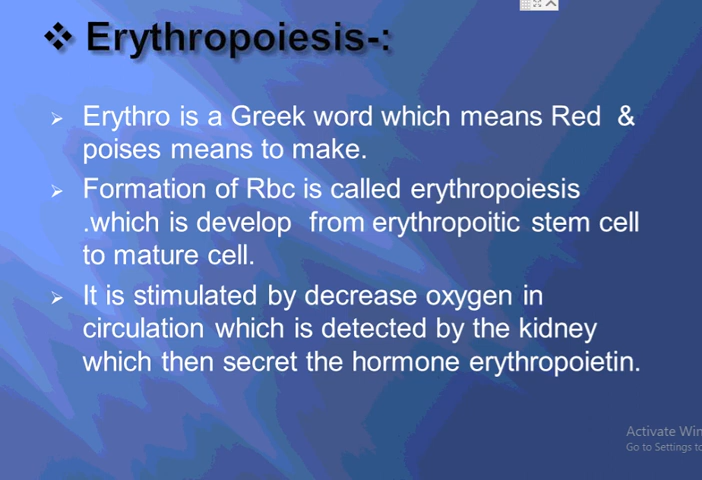 ❖ Erythropoiesis-:
➢ Erythro is a Greek word which means Red &
poises means to make.
➢ Formation of Rbc is called erythropoiesis
.which is develop from erythropoitic stem cell
to mature cell.
➢ It is stimulated by decrease oxygen in
circulation which is detected by the kidney
which then secret the hormone erythropoietin.
Activate Win
Go to Settings to